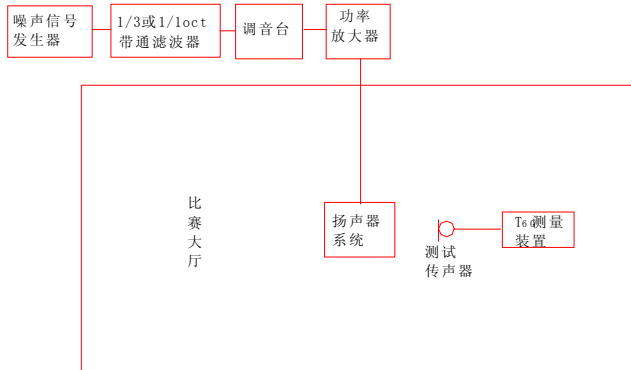 噪声信号
发生器
1/3或1/1oct
带通滤波器
调音台
功率
放大器
比
赛
大
厅
扬声器
系统
测试
传声器
T60测量
装置